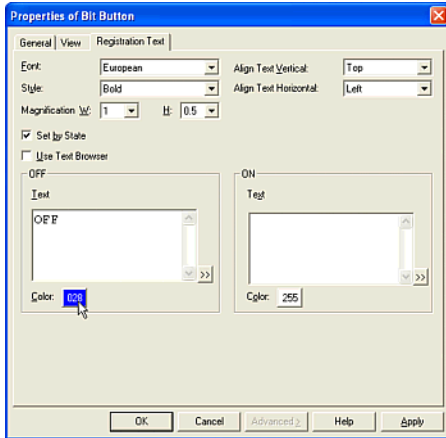 Properties of Bit Button
General View Registration Text
Font: European Align Text Vertical: Top
Style: Bold Align Text Horizontal: Left
Magnification W: 1 H: 0.5
Set by State
Use Text Browser
OFF ON
Text Text
OFF
>> >>
Color: 028 Color: 255
OK Cancel Advanced > Help Apply